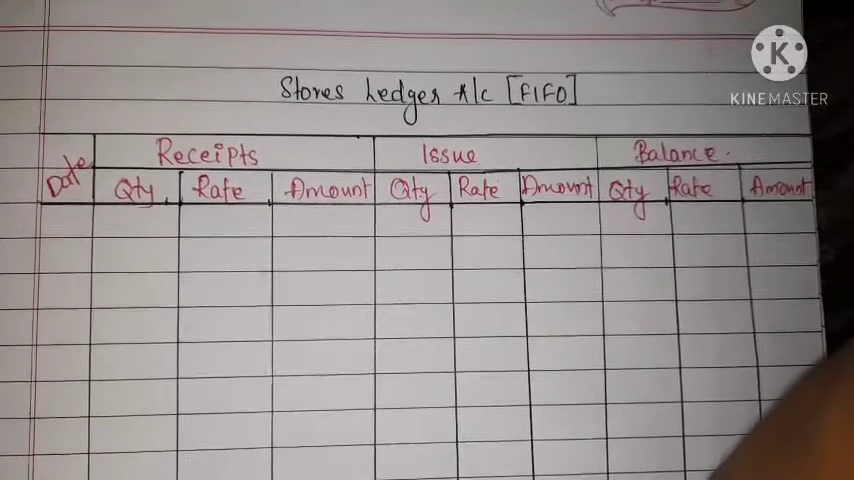 Stores Ledger A/c [FIFO]
K
KINEMASTER
Date Receipts Issue Balance.
Qty. Rate Amount Qty Rate Amount Qty Rate Amount